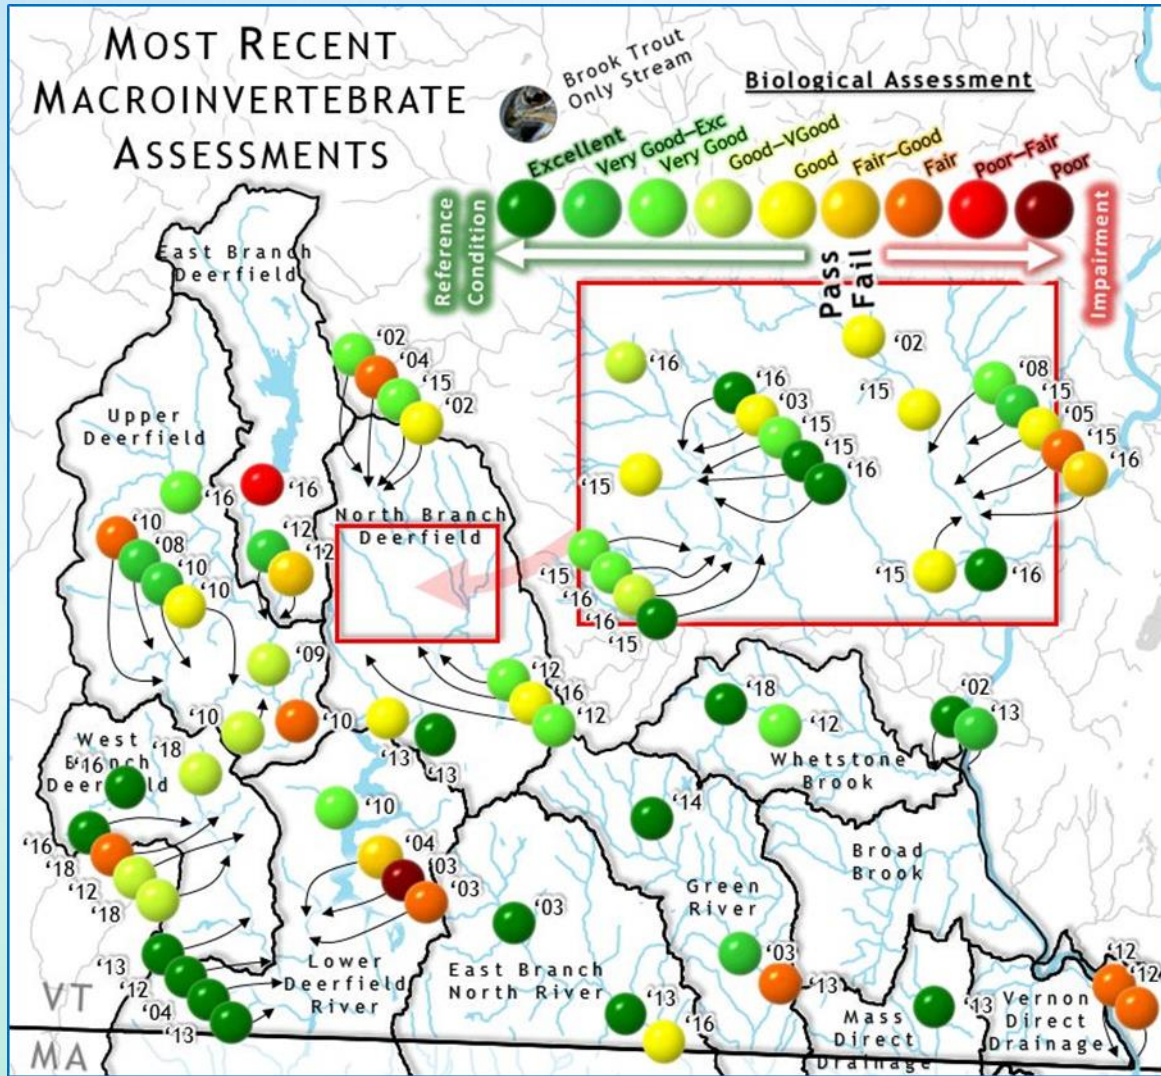 MOST RECENT
MACROINVERTEBRATE
ASSESSMENTS
Brook Trout
Only Stream
Biological Assessment
Excellent
Very Good–Exc
Very Good
Good–VGood
Good
Fair–Good
Fair
Poor–Fair
Poor
Reference
Condition
Pass
Fail
Impairment
East Branch
Deerfield
'02
'04
'15
'02
Upper
Deerfield
'16
'10
'08
'10
'10
'16
'12
'12
North Branch
Deerfield
'16
'15
'16
'03
'15
'15
'16
'02
'15
'08
'15
'05
'15
'16
'15
'16
'15
'16
'16
'15
'09
'10
'10
'12
'16
'12
'13
'13
West
Branch
Deerfield
'18
'16
'16
'18
'12
'18
'13
'12
'04
'13
'10
'04
'03
'03
Lower
Deerfield
River
'18
'12
Whetstone
Brook
'02
'13
'14
Green
River
'03
'13
Broad
Brook
'03
East Branch
North River
'13
'16
'13
Mass
Direct
Drainage
'12
'12
Vernon
Direct
Drainage
VT
MA